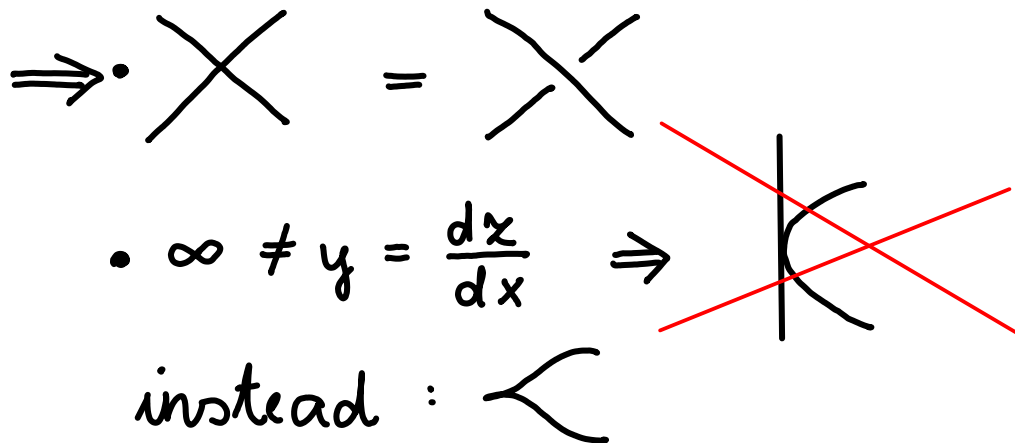 ⇒ • =
• ∞ ≠ y = dz/dx ⇒
instead :